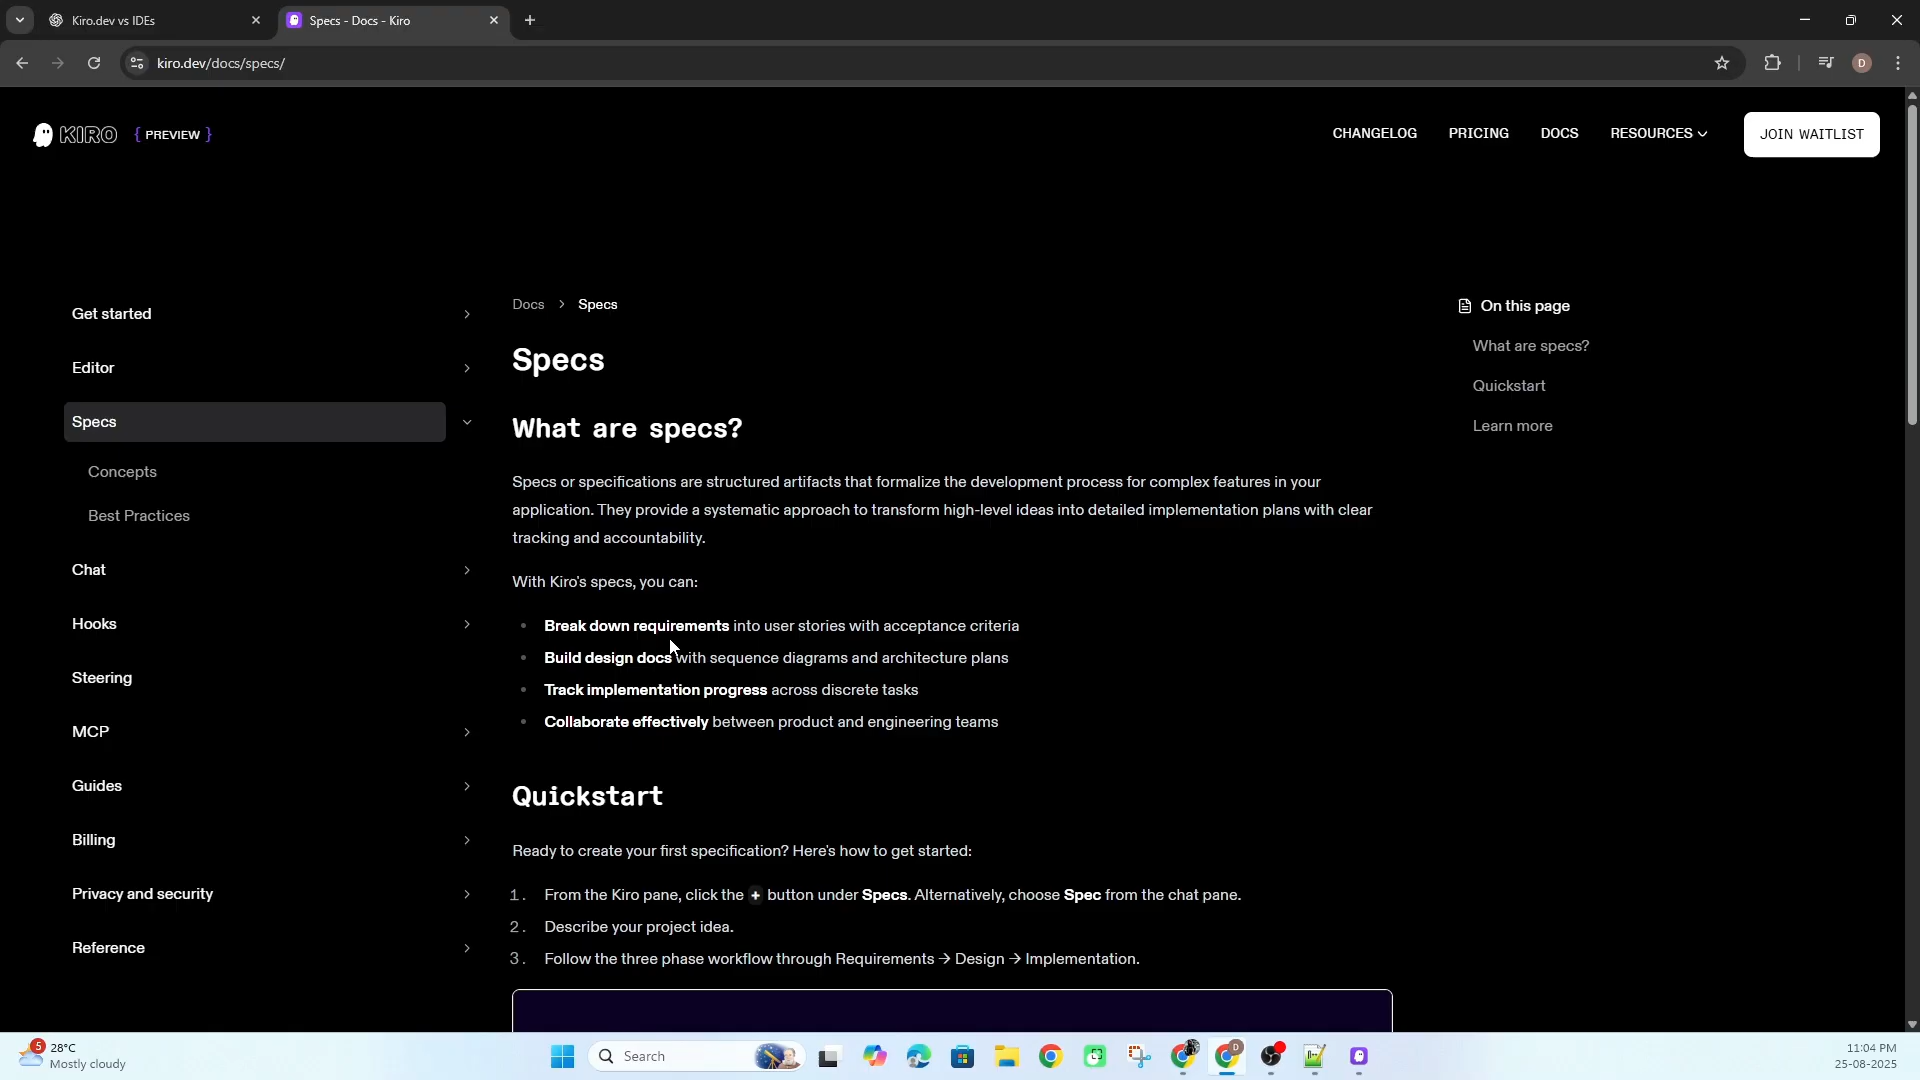 Kiro.dev vs IDEs
Specs - Docs - Kiro
kiro.dev/docs/specs/
D
KIRO { PREVIEW }
CHANGELOG
PRICING
DOCS
RESOURCES
JOIN WAITLIST
Get started
Editor
Specs
Concepts
Best Practices
Chat
Hooks
Steering
MCP
Guides
Billing
Privacy and security
Reference
Docs > Specs
Specs
What are specs?
Specs or specifications are structured artifacts that formalize the development process for complex features in your
application. They provide a systematic approach to transform high-level ideas into detailed implementation plans with clear
tracking and accountability.
With Kiro's specs, you can:
• Break down requirements into user stories with acceptance criteria
• Build design docs with sequence diagrams and architecture plans
• Track implementation progress across discrete tasks
• Collaborate effectively between product and engineering teams
Quickstart
Ready to create your first specification? Here's how to get started:
1. From the Kiro pane, click the + button under Specs. Alternatively, choose Spec from the chat pane.
2. Describe your project idea.
3. Follow the three phase workflow through Requirements → Design → Implementation.
On this page
What are specs?
Quickstart
Learn more
5
28°C
Mostly cloudy
Search
D
11:04 PM
25-08-2025